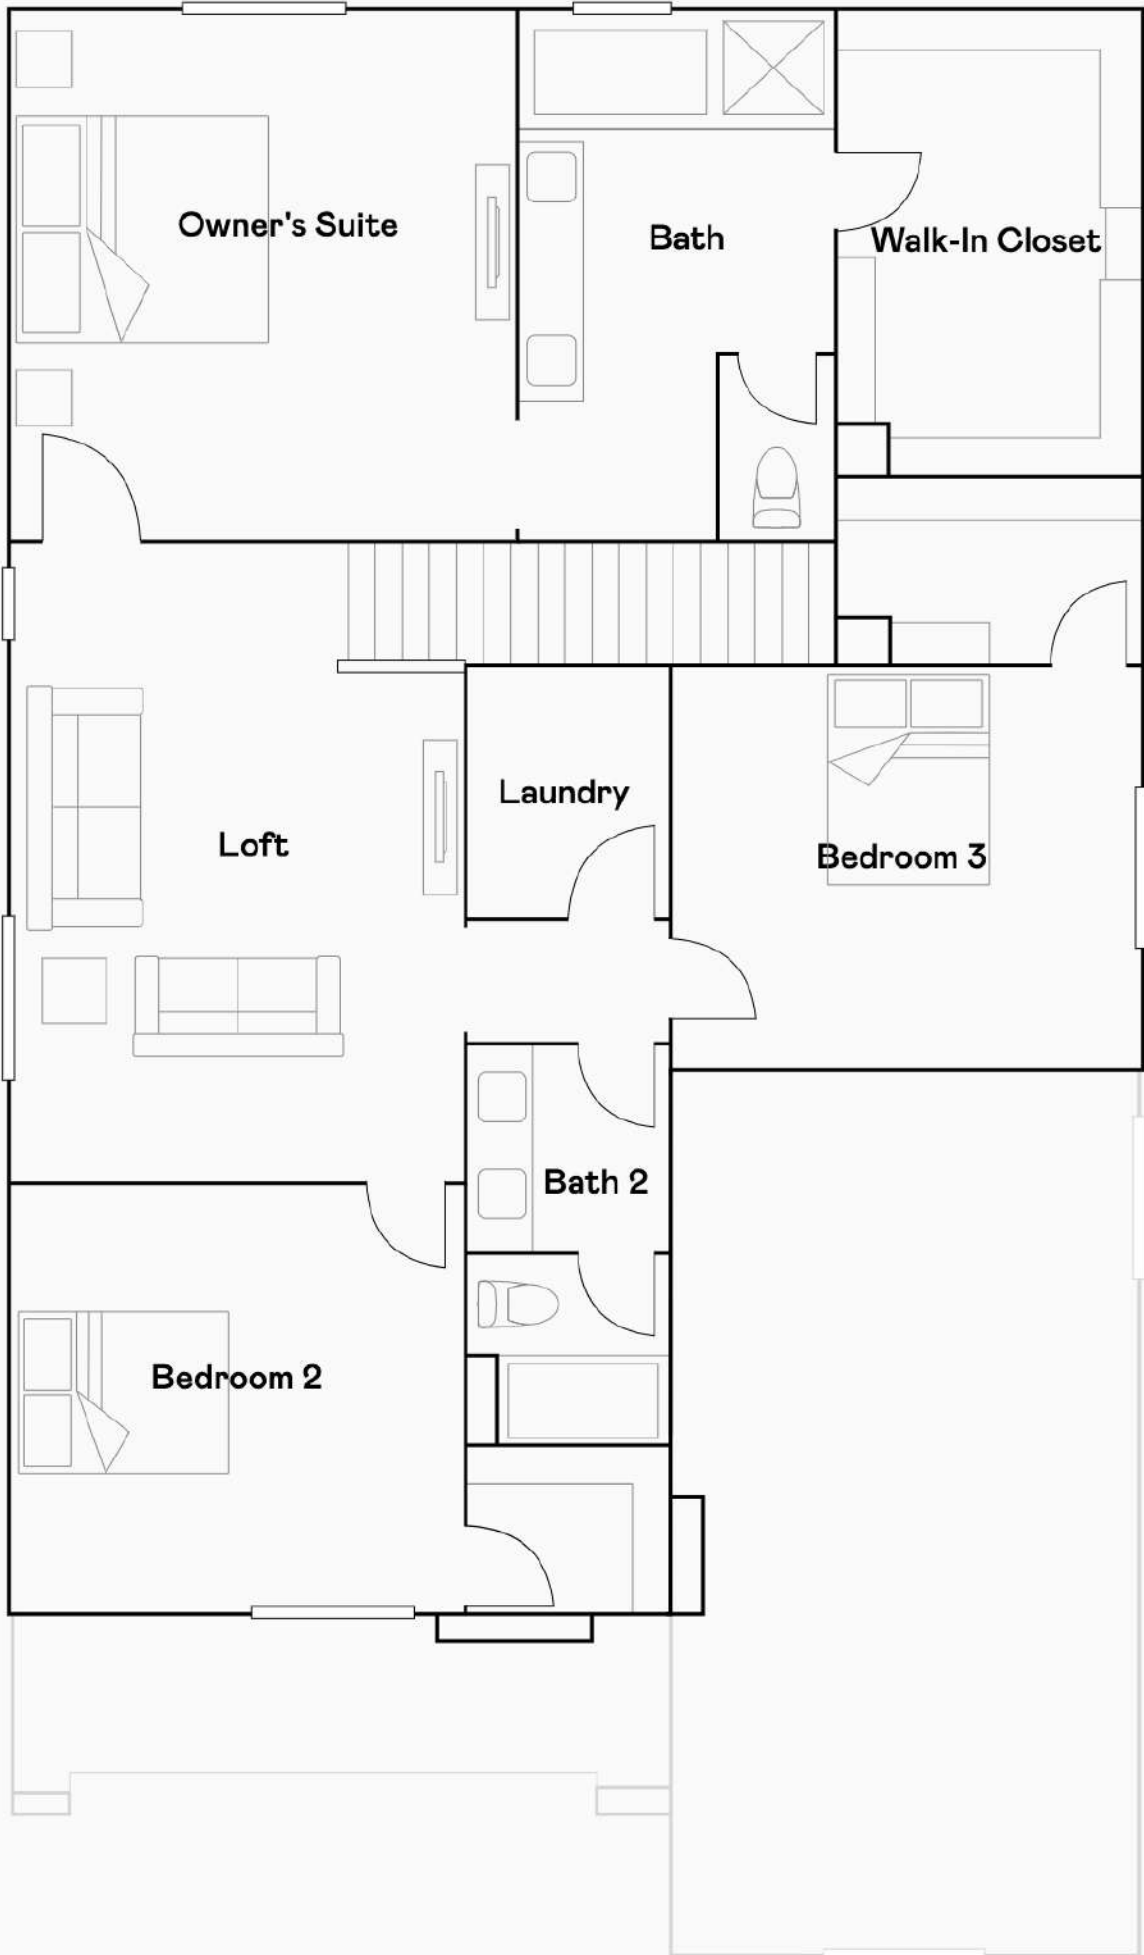 Owner's Suite
Bath
Walk-In Closet
Laundry
Loft
Bedroom 3
Bath 2
Bedroom 2